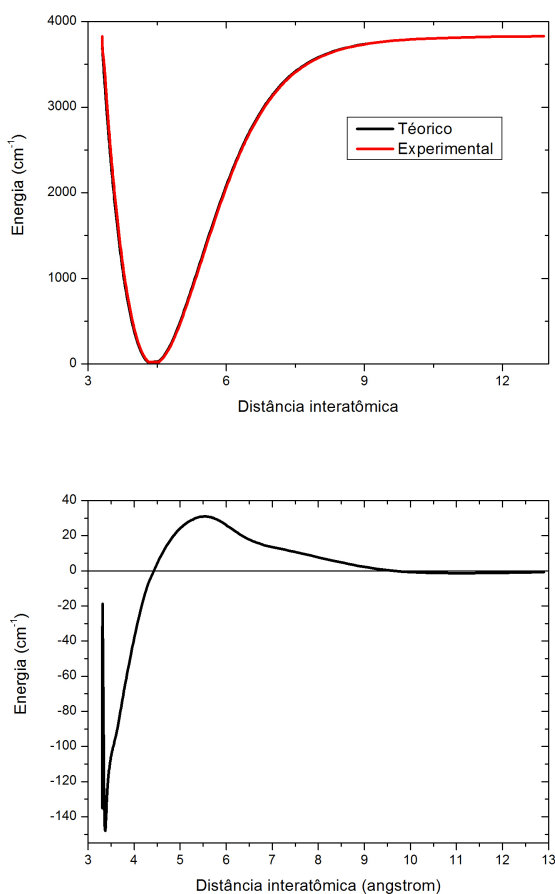 4000
3000
2000
1000
0
Energia (cm-1)
Téorico
Experimental
3
6
9
12
Distância interatômica
40
20
0
-20
-40
-60
-80
-100
-120
-140
Energia (cm-1)
3 4 5 6 7 8 9 10 11 12 13
Distância interatômica (angstrom)